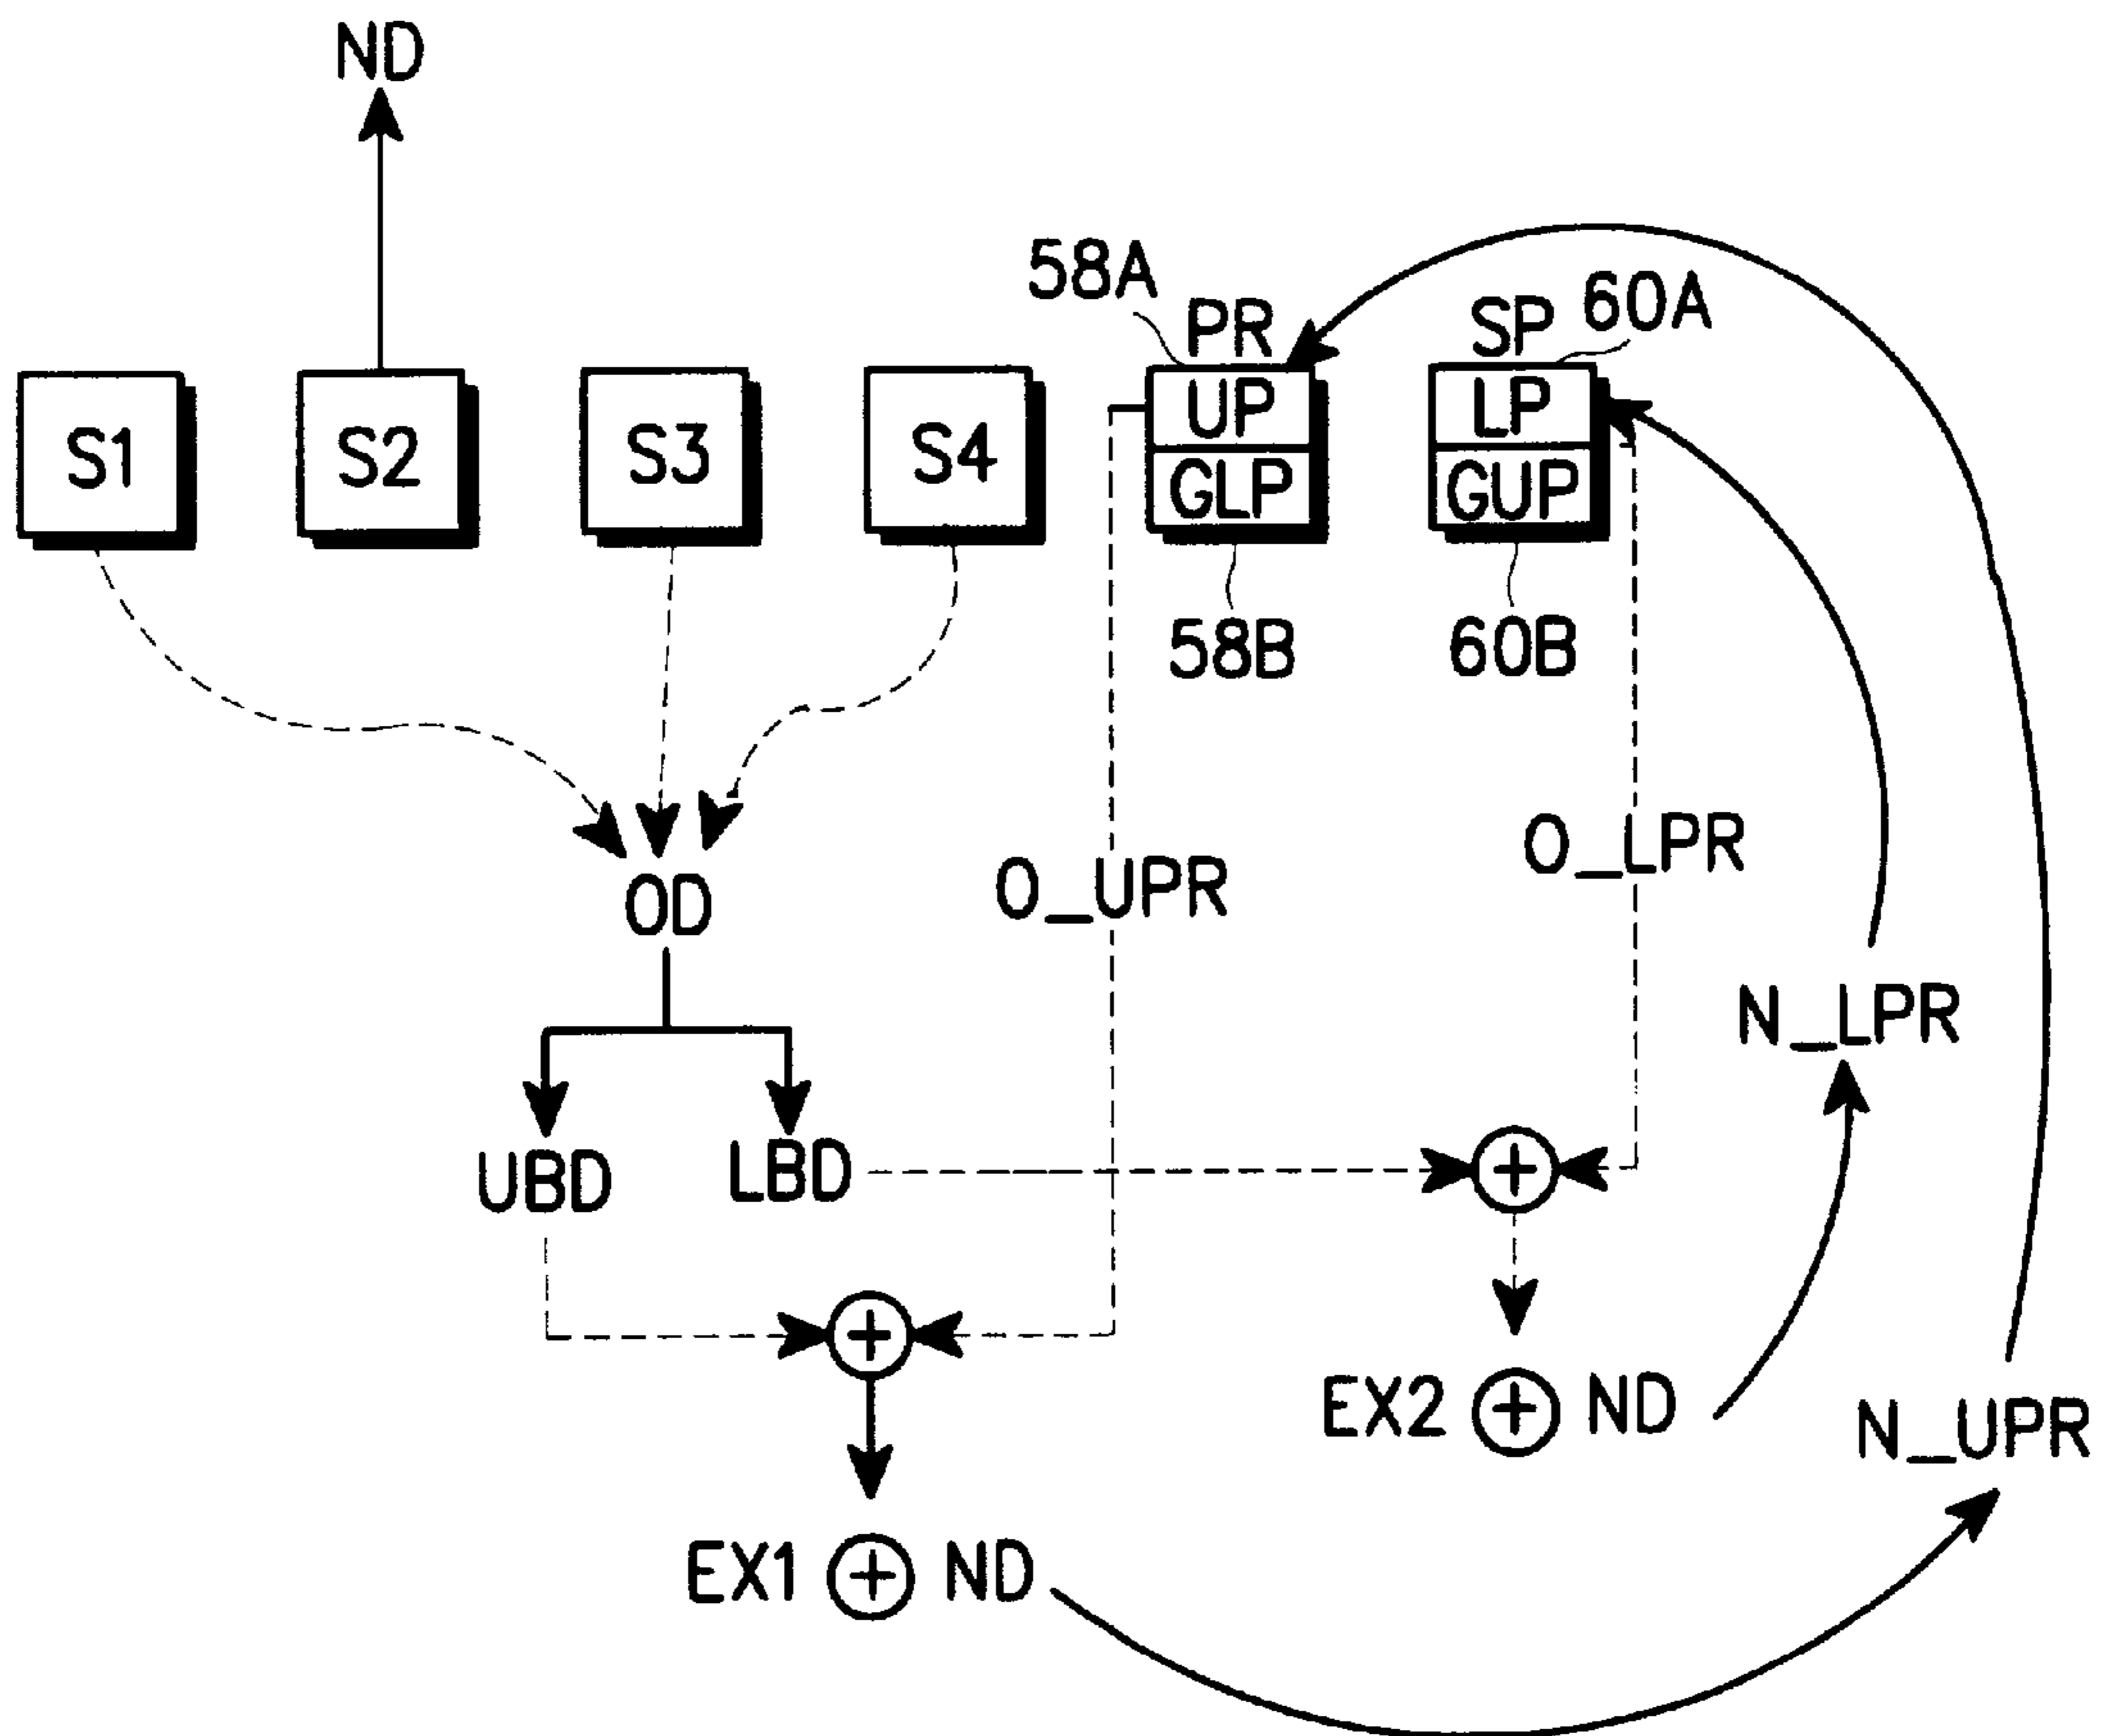 ND
58A
PR
SP
60A
S1
S2
S3
S4
UP
GLP
LP
GUP
58B
60B
OD
O_UPR
O_LPR
N_LPR
UBD
LBD
EX2 ⊕ ND
N_UPR
EX1 ⊕ ND